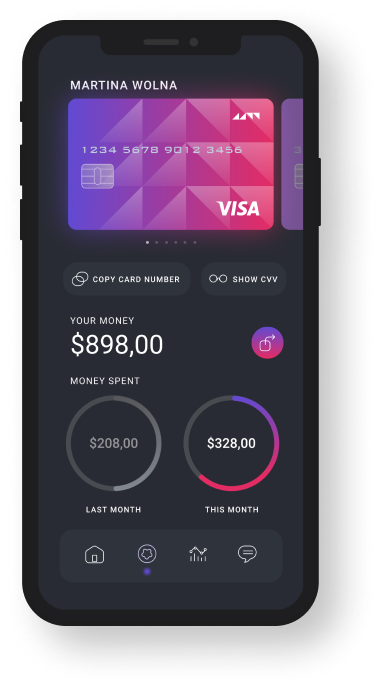 MARTINA WOLNA
1234 5678 9012 3456
3
VISA
COPY CARD NUMBER
SHOW CVV
YOUR MONEY
$898,00
MONEY SPENT
$208,00
$328,00
LAST MONTH
THIS MONTH